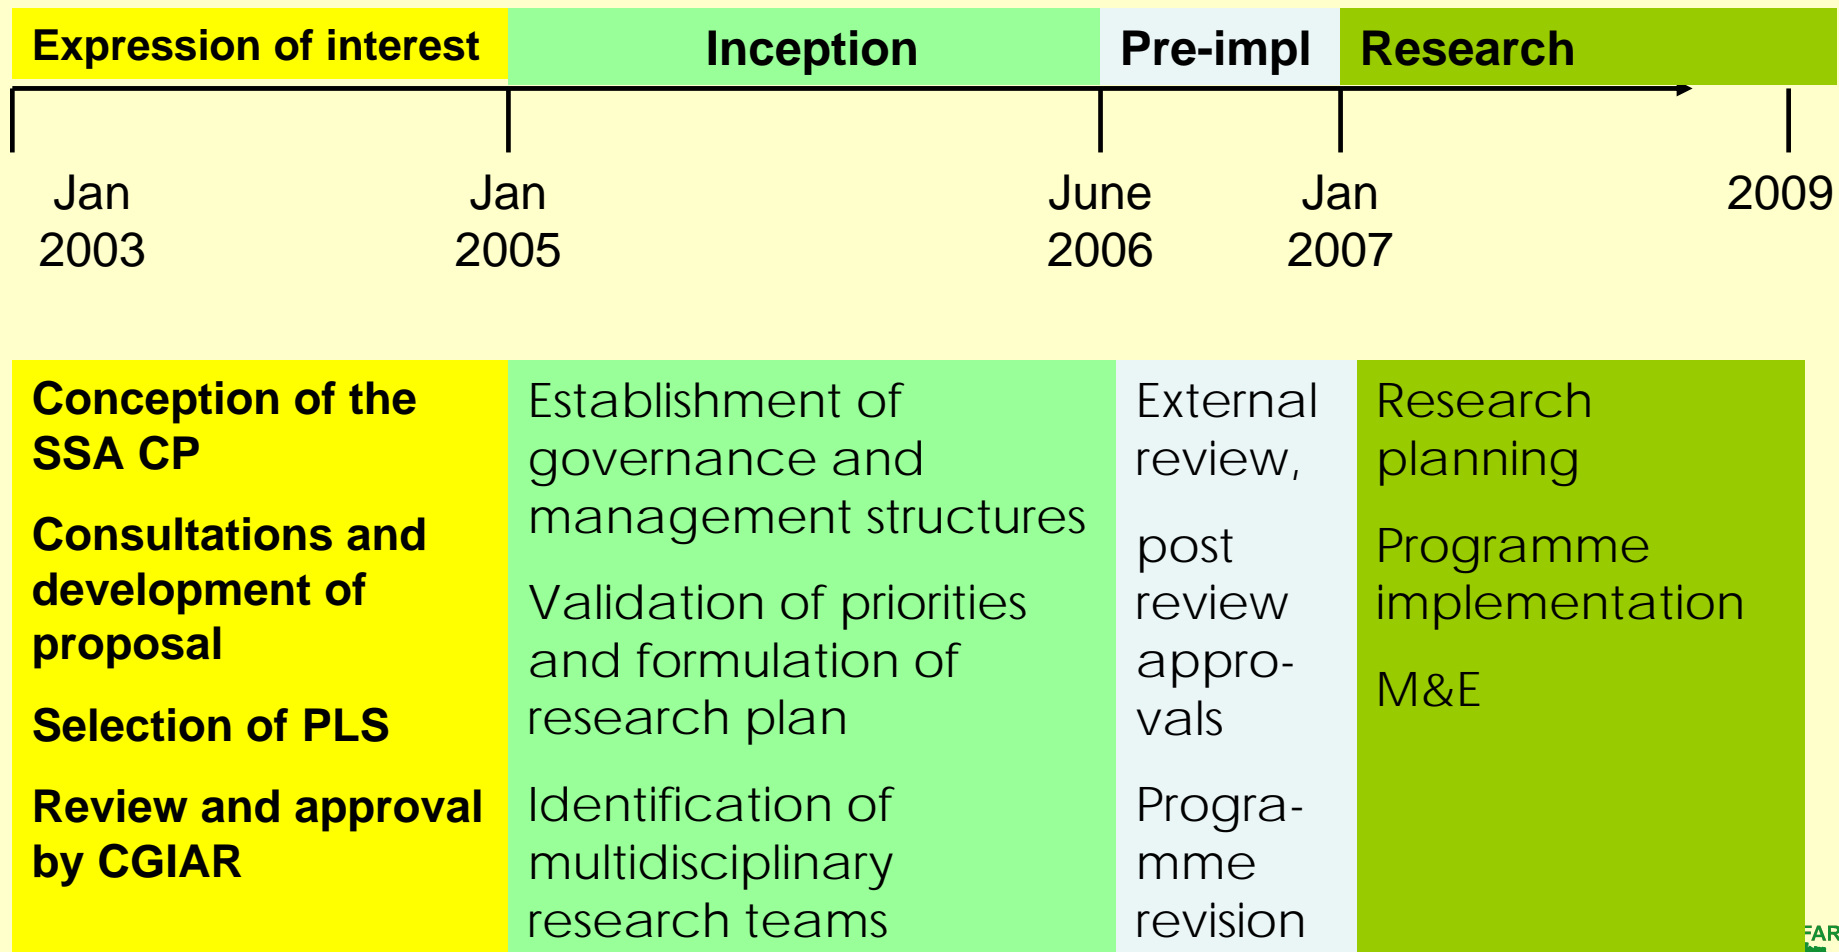 Expression of interest
Inception
Pre-impl
Research
Jan
2003
Jan
2005
June
2006
Jan
2007
2009
Conception of the
SSA CP
Consultations and
development of
proposal
Selection of PLS
Review and approval
by CGIAR
Establishment of
governance and
management structures
Validation of priorities
and formulation of
research plan
Identification of
multidisciplinary
research teams
External
review,
post
review
appro-
vals
Progra-
mme
revision
Research
planning
Programme
implementation
M&E
FAR